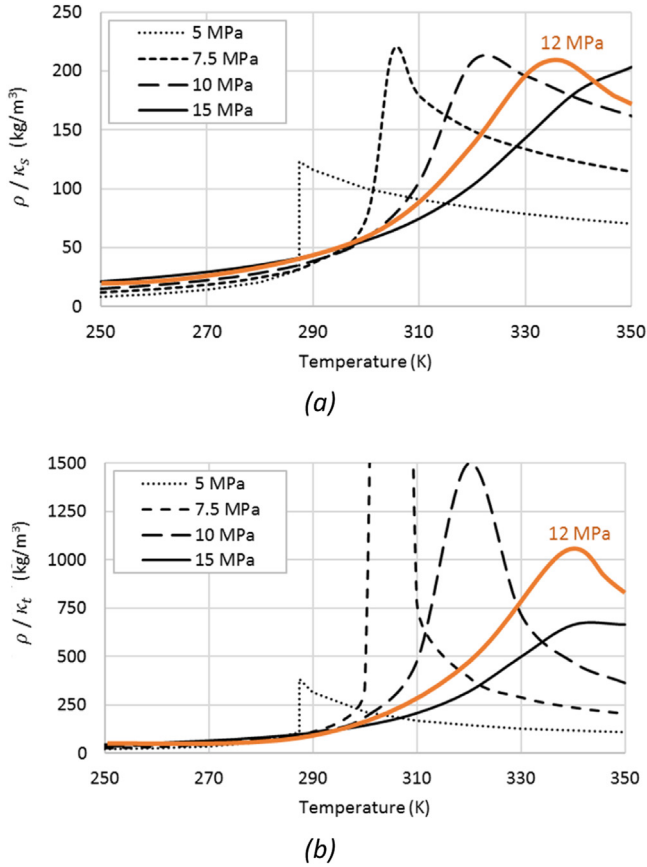 (a)
250
200
150
100
50
0
ρ / κs (kg/m³)
5 MPa
7.5 MPa
10 MPa
15 MPa
12 MPa
250 270 290 310 330 350
Temperature (K)
(a)
1500
1250
1000
750
500
250
0
ρ / κt (kg/m³)
5 MPa
7.5 MPa
10 MPa
15 MPa
12 MPa
250 270 290 310 330 350
Temperature (K)
(b)